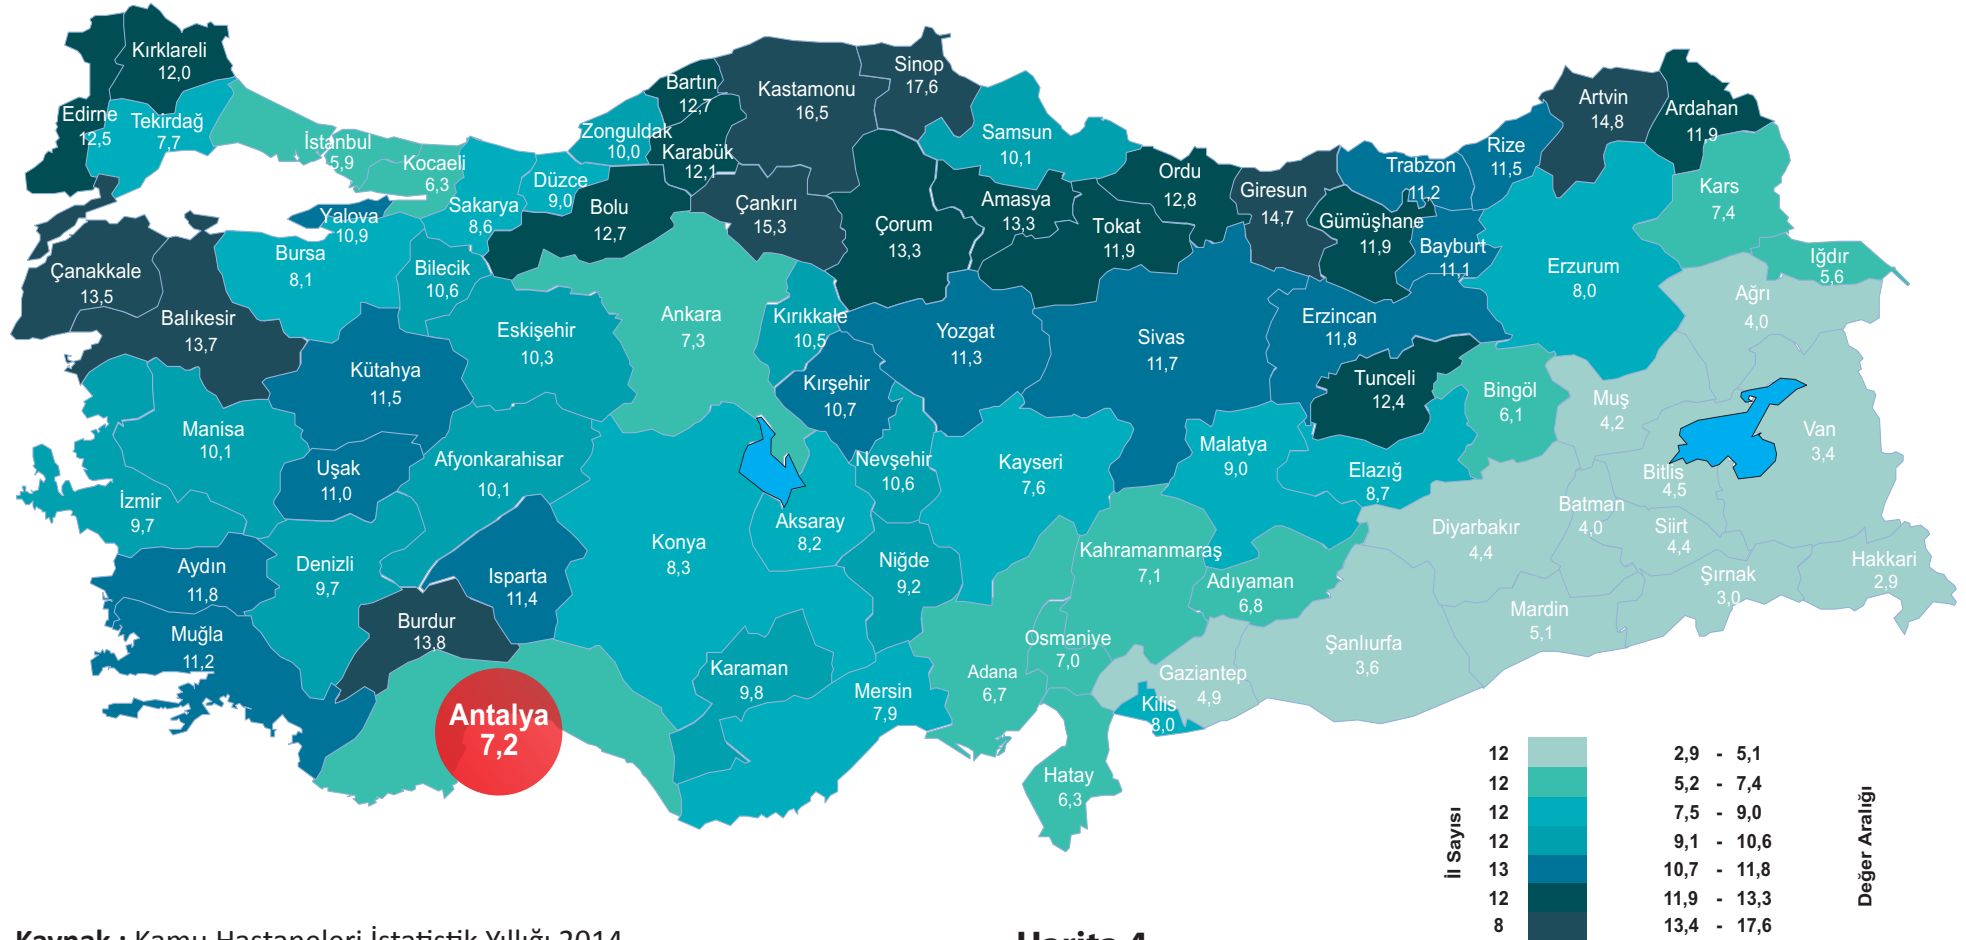 Kırklareli
12,0
Edirne
12,5
Tekirdağ
7,7
İstanbul
5,9
Kocaeli
6,3
Yalova
10,9
Sakarya
8,6
Düzce
9,0
Zonguldak
10,0
Bartın
12,7
Karabük
12,1
Kastamonu
16,5
Sinop
17,6
Samsun
10,1
Çankırı
15,3
Bolu
12,7
Çorum
13,3
Amasya
13,3
Tokat
11,9
Ordu
12,8
Giresun
14,7
Gümüşhane
11,9
Trabzon
11,2
Rize
11,5
Bayburt
11,1
Artvin
14,8
Ardahan
11,9
Kars
7,4
Iğdır
5,6
Ağrı
4,0
Erzurum
8,0
Erzincan
11,8
Sivas
11,7
Yozgat
11,3
Kırıkkale
10,5
Ankara
7,3
Eskişehir
10,3
Bilecik
10,6
Bursa
8,1
Çanakkale
13,5
Balıkesir
13,7
Kütahya
11,5
Manisa
10,1
Uşak
11,0
İzmir
9,7
Afyonkarahisar
10,1
Kırşehir
10,7
Nevşehir
10,6
Kayseri
7,6
Malatya
9,0
Tunceli
12,4
Elazığ
8,7
Bingöl
6,1
Muş
4,2
Bitlis
4,5
Van
3,4
Batman
4,0
Siirt
4,4
Diyarbakır
4,4
Mardin
5,1
Şırnak
3,0
Hakkari
2,9
Şanlıurfa
3,6
Adıyaman
6,8
Kahramanmaraş
7,1
Gaziantep
4,9
Kilis
8,0
Osmaniye
7,0
Hatay
6,3
Adana
6,7
Niğde
9,2
Aksaray
8,2
Konya
8,3
Karaman
9,8
Mersin
7,9
Isparta
11,4
Burdur
13,8
Denizli
9,7
Aydın
11,8
Muğla
11,2
Antalya
7,2
İl Sayısı
Değer Aralığı
12 2,9 - 5,1
12 5,2 - 7,4
12 7,5 - 9,0
12 9,1 - 10,6
13 10,7 - 11,8
12 11,9 - 13,3
8 13,4 - 17,6
Kaynak : Kamu Hastaneleri İstatistik Yıllığı 2014
Harita 4